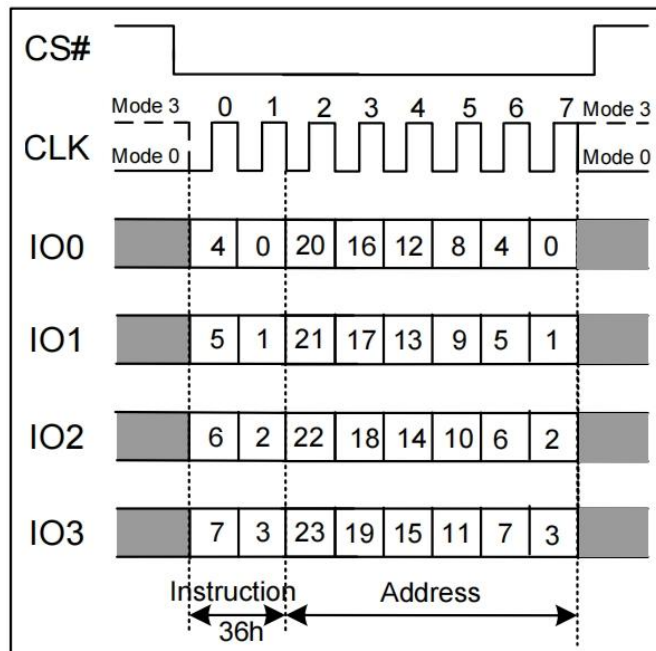 CS#
Mode 3 0 1 2 3 4 5 6 7 Mode 3
CLK
Mode 0 Mode 0
IO0 4 0 20 16 12 8 4 0
IO1 5 1 21 17 13 9 5 1
IO2 6 2 22 18 14 10 6 2
IO3 7 3 23 19 15 11 7 3
Instruction Address
36h